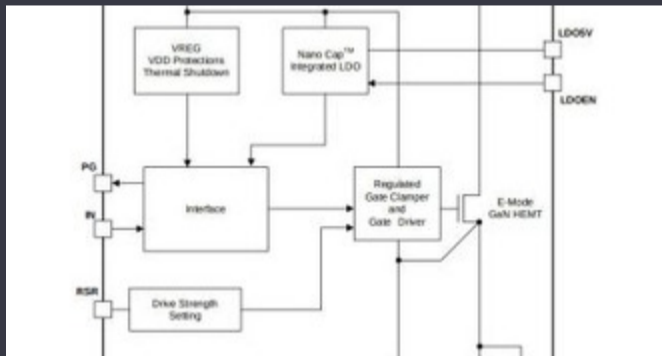 LDO5V
VREG
VDD Protections
Thermal Shutdown
Nano Cap™
Integrated LDO
LDOEN
PG
Regulated
Gate Clamper
and
Gate Driver
Interface
E-Mode
GaN HEMT
IN
RSR
Drive Strength
Setting